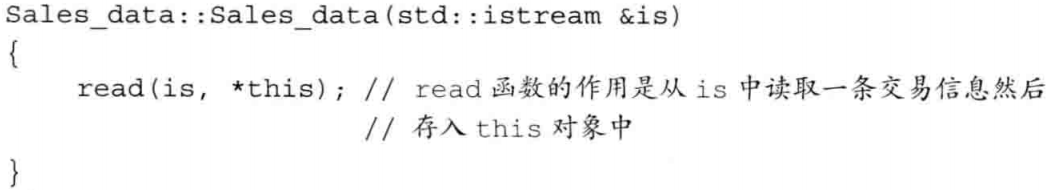 Sales_data::Sales_data(std::istream &is)
{
    read(is, *this); // read 函数的作用是从 is 中读取一条交易信息然后
                     // 存入 this 对象中
}